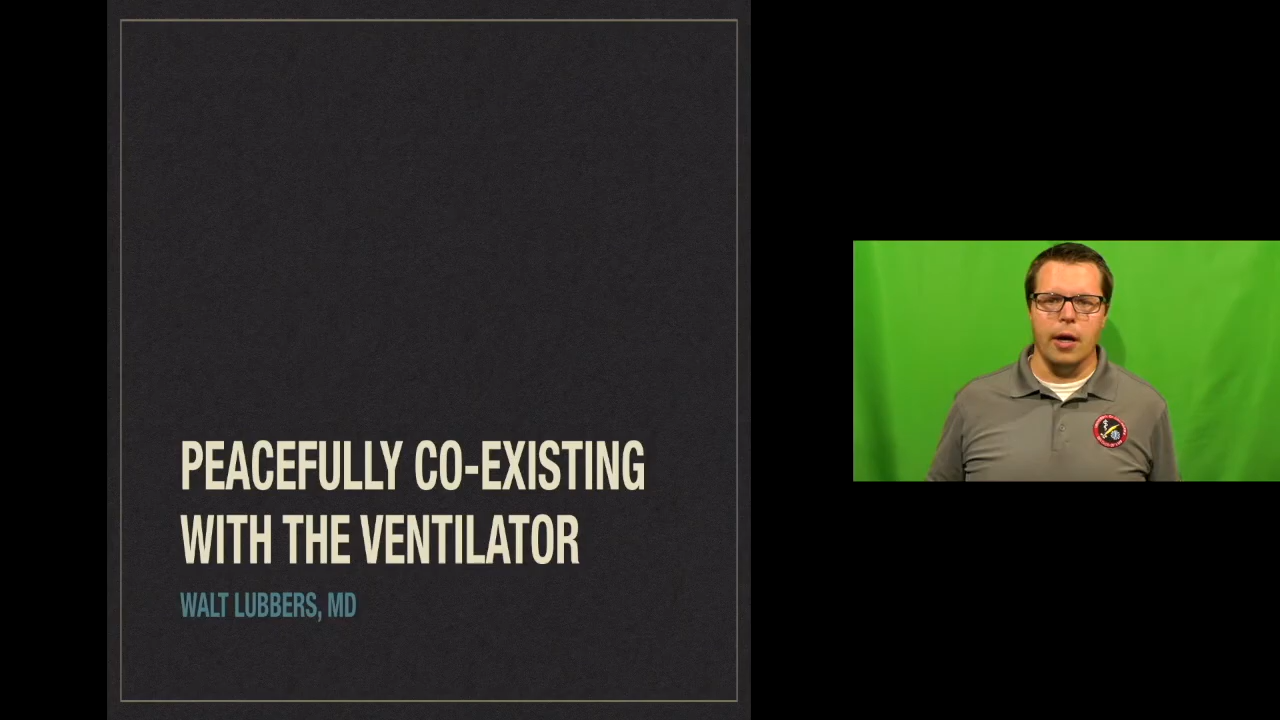 PEACEFULLY CO-EXISTING
WITH THE VENTILATOR
WALT LUBBERS, MD